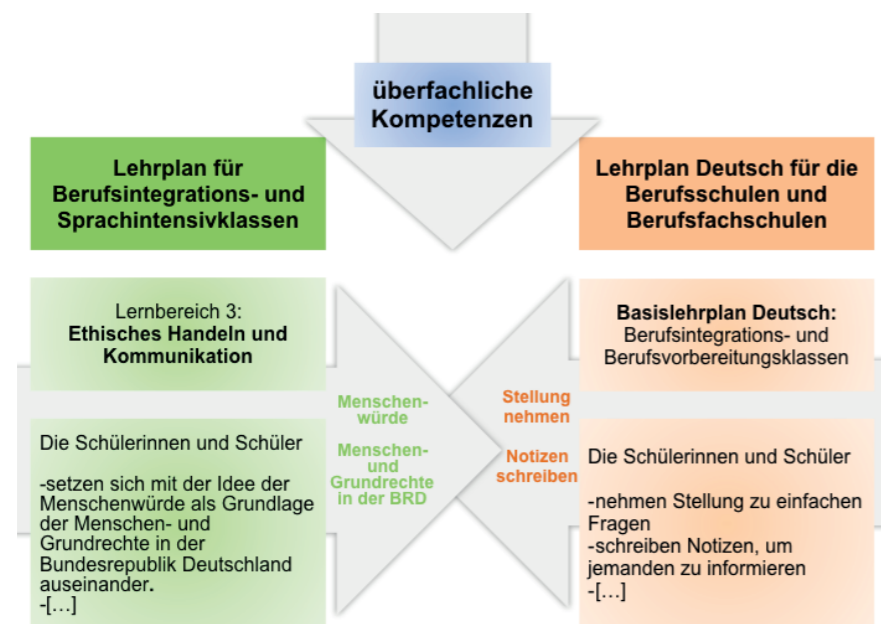 überfachliche
Kompetenzen
Lehrplan für
Berufsintegrations- und
Sprachintensivklassen
Lehrplan Deutsch für die
Berufsschulen und
Berufsfachschulen
Lernbereich 3:
Ethisches Handeln und
Kommunikation
Basislehrplan Deutsch:
Berufsintegrations- und
Berufsvorbereitungsklassen
Die Schülerinnen und Schüler
-setzen sich mit der Idee der
Menschenwürde als Grundlage
der Menschen- und
Grundrechte in der
Bundesrepublik Deutschland
auseinander.
-[…]
Menschen-
würde
Menschen-
und
Grundrechte
in der BRD
Stellung
nehmen
Notizen
schreiben
Die Schülerinnen und Schüler
-nehmen Stellung zu einfachen
Fragen
-schreiben Notizen, um
jemanden zu informieren
-[…]